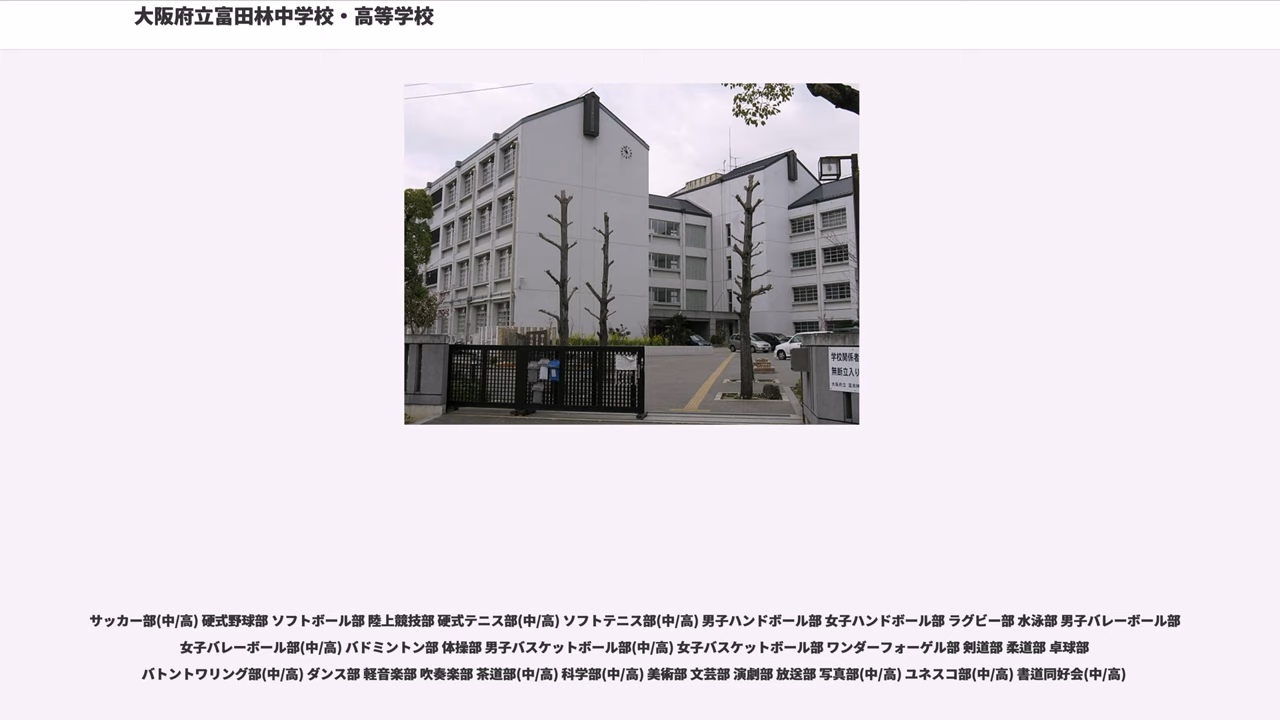 大阪府立富田林中学校・高等学校
学校関係者
無断立入り
サッカー部(中/高) 硬式野球部 ソフトボール部 陸上競技部 硬式テニス部(中/高) ソフトテニス部(中/高) 男子ハンドボール部 女子ハンドボール部 ラグビー部 水泳部 男子バレーボール部
女子バレーボール部(中/高) バドミントン部 体操部 男子バスケットボール部(中/高) 女子バスケットボール部 ワンダーフォーゲル部 剣道部 柔道部 卓球部
バトントワリング部(中/高) ダンス部 軽音楽部 吹奏楽部 茶道部(中/高) 科学部(中/高) 美術部 文芸部 演劇部 放送部 写真部(中/高) ユネスコ部(中/高) 書道同好会(中/高)